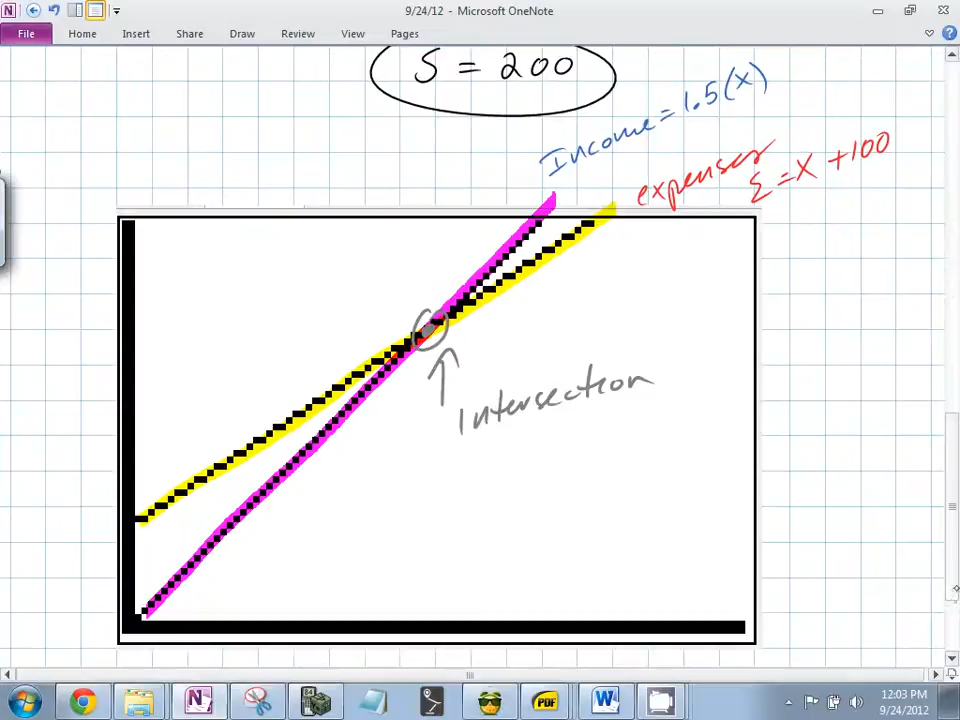 9/24/12 - Microsoft OneNote
File Home Insert Share Draw Review View Pages
S = 200
Income = 1.5(x)
expenses
Σ = x + 100
Intersection
12:03 PM
9/24/2012